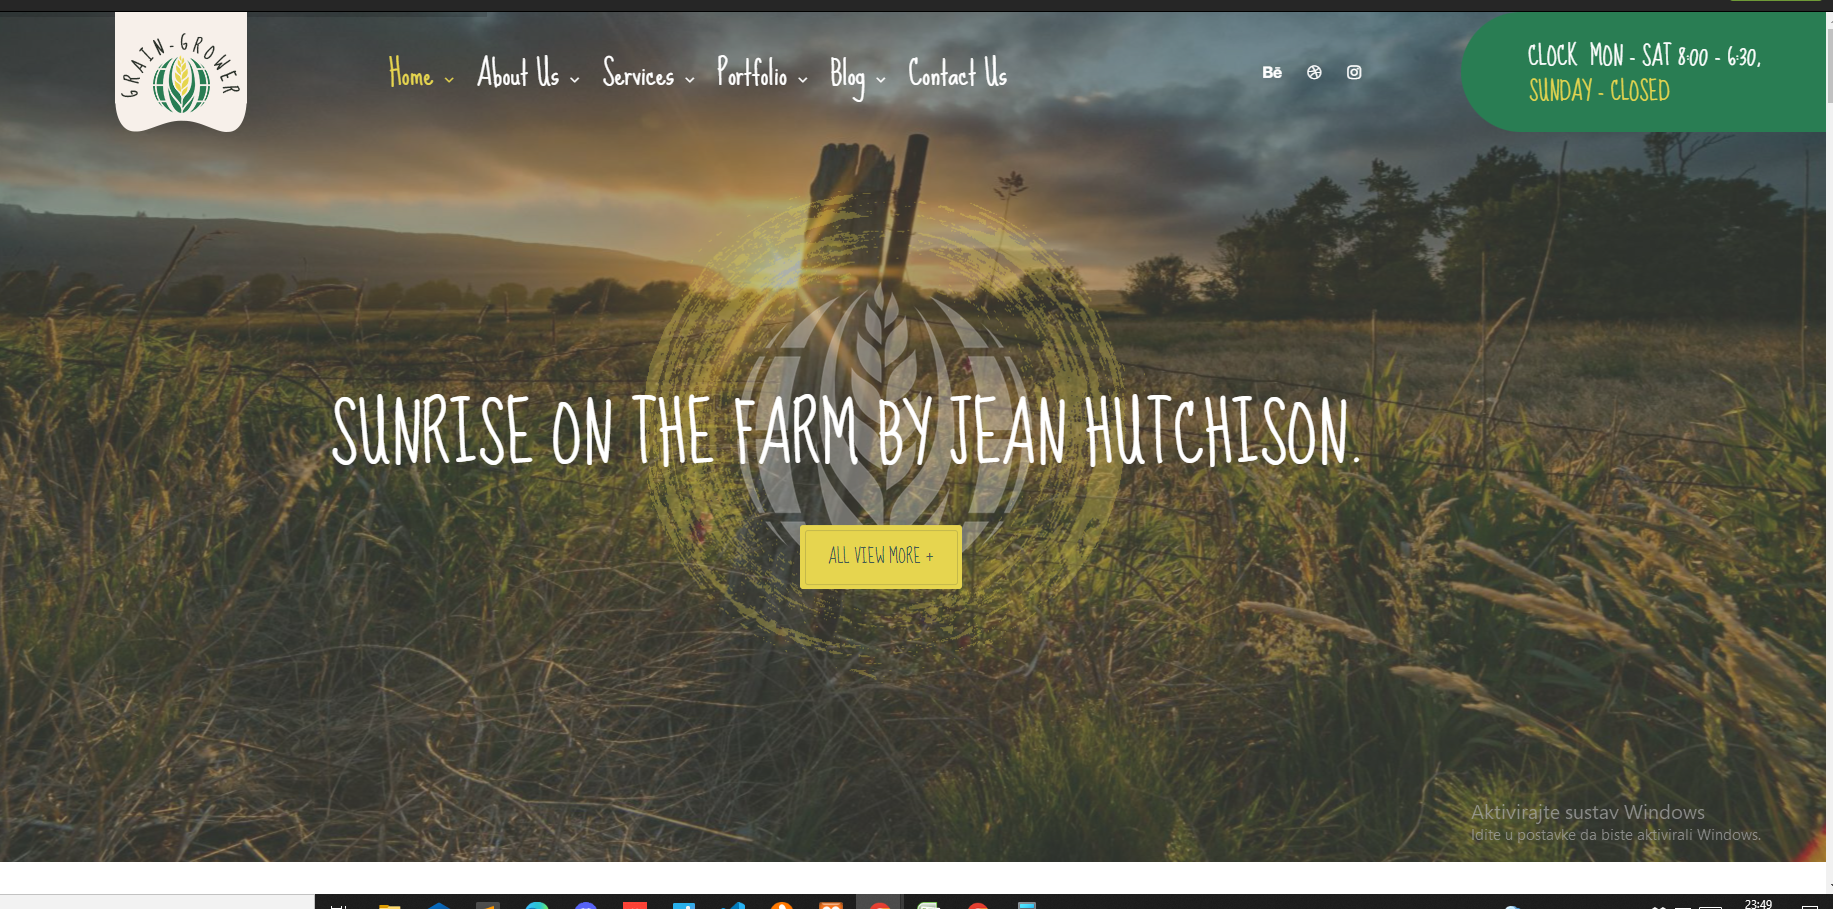 GRAIN-GROWER
Home About Us Services Portfolio Blog Contact Us
Bē
CLOCK MON - SAT 8:00 - 6:30,
SUNDAY - CLOSED
SUNRISE ON THE FARM BY JEAN HUTCHISON.
ALL VIEW MORE +
Aktivirajte sustav Windows
Idite u postavke da biste aktivirali Windows.
23:49